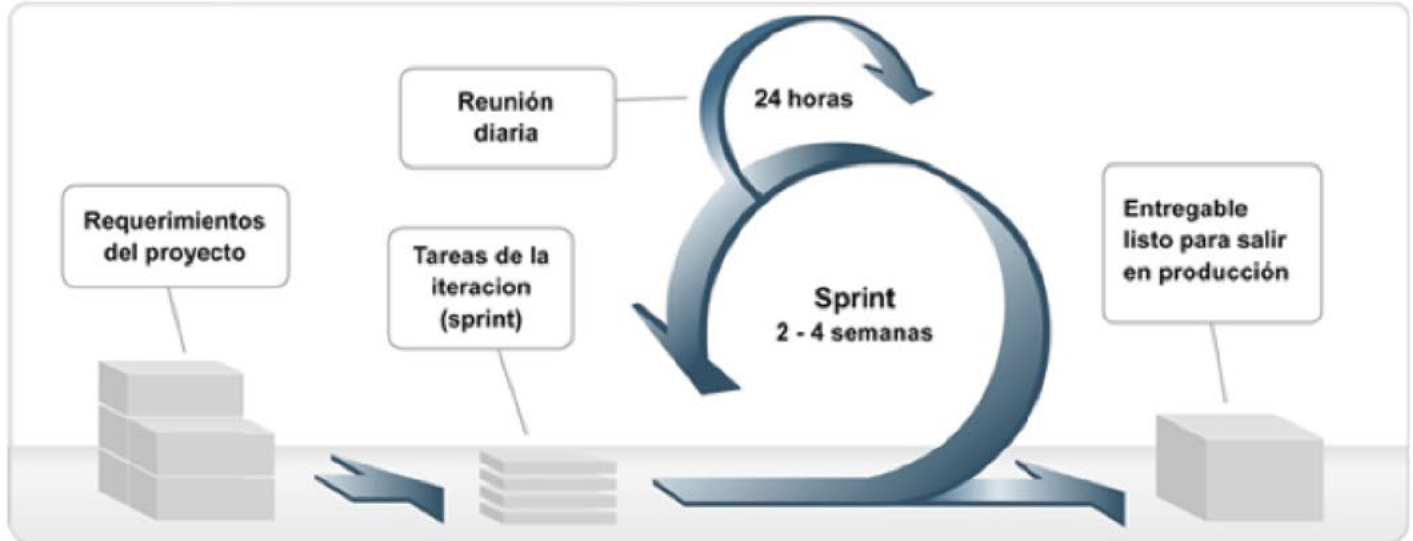 Reunión
diaria
24 horas
Requerimientos
del proyecto
Tareas de la
iteracion
(sprint)
Sprint
2 - 4 semanas
Entregable
listo para salir
en producción